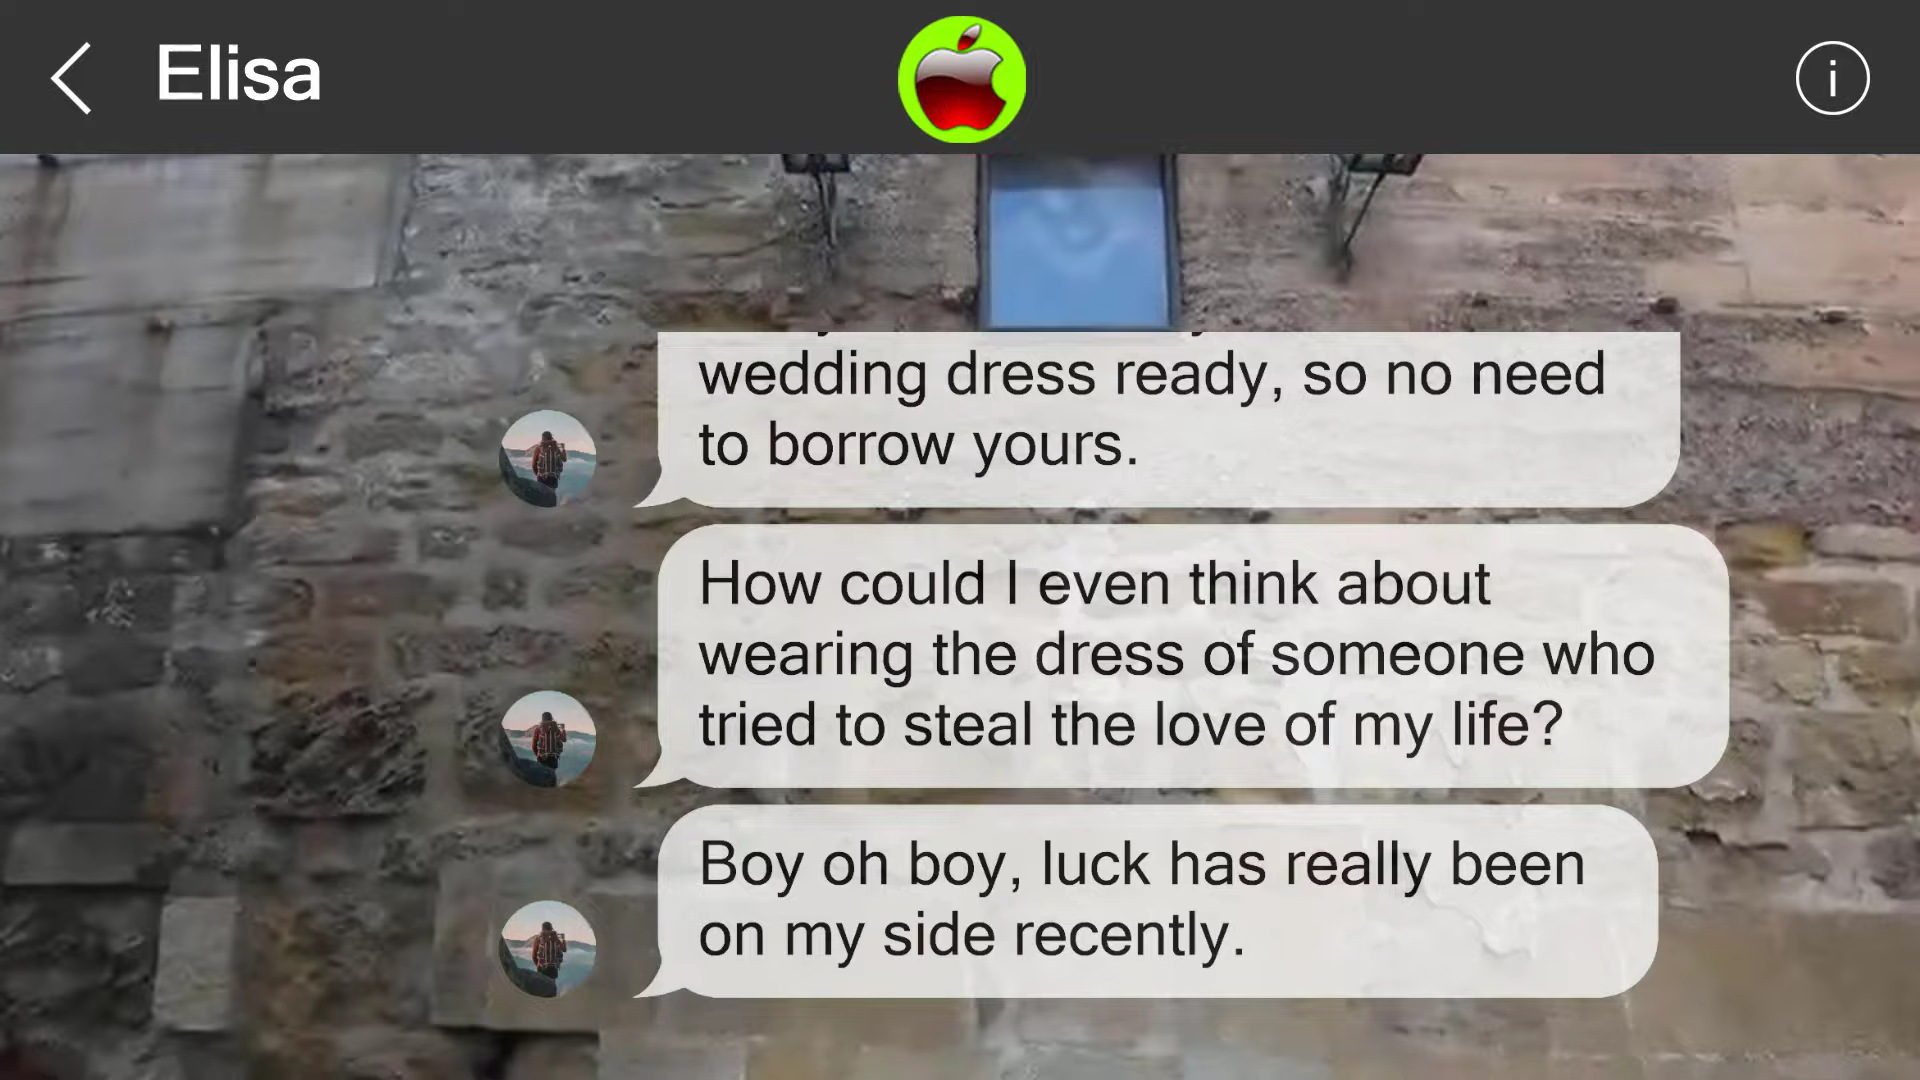 Elisa
wedding dress ready, so no need
to borrow yours.
How could I even think about
wearing the dress of someone who
tried to steal the love of my life?
Boy oh boy, luck has really been
on my side recently.